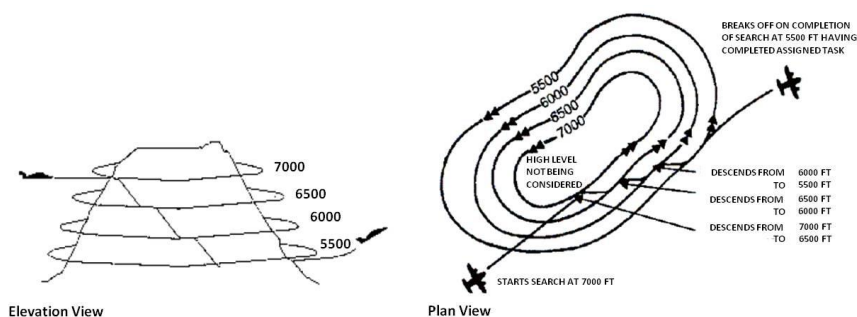 7000
6500
6000
5500
Elevation View
BREAKS OFF ON COMPLETION
OF SEARCH AT 5500 FT HAVING
COMPLETED ASSIGNED TASK
5500
6000
6500
7000
HIGH LEVEL
NOT BEING
CONSIDERED
DESCENDS FROM 6000 FT
TO 5500 FT
DESCENDS FROM 6500 FT
TO 6000 FT
DESCENDS FROM 7000 FT
TO 6500 FT
STARTS SEARCH AT 7000 FT
Plan View